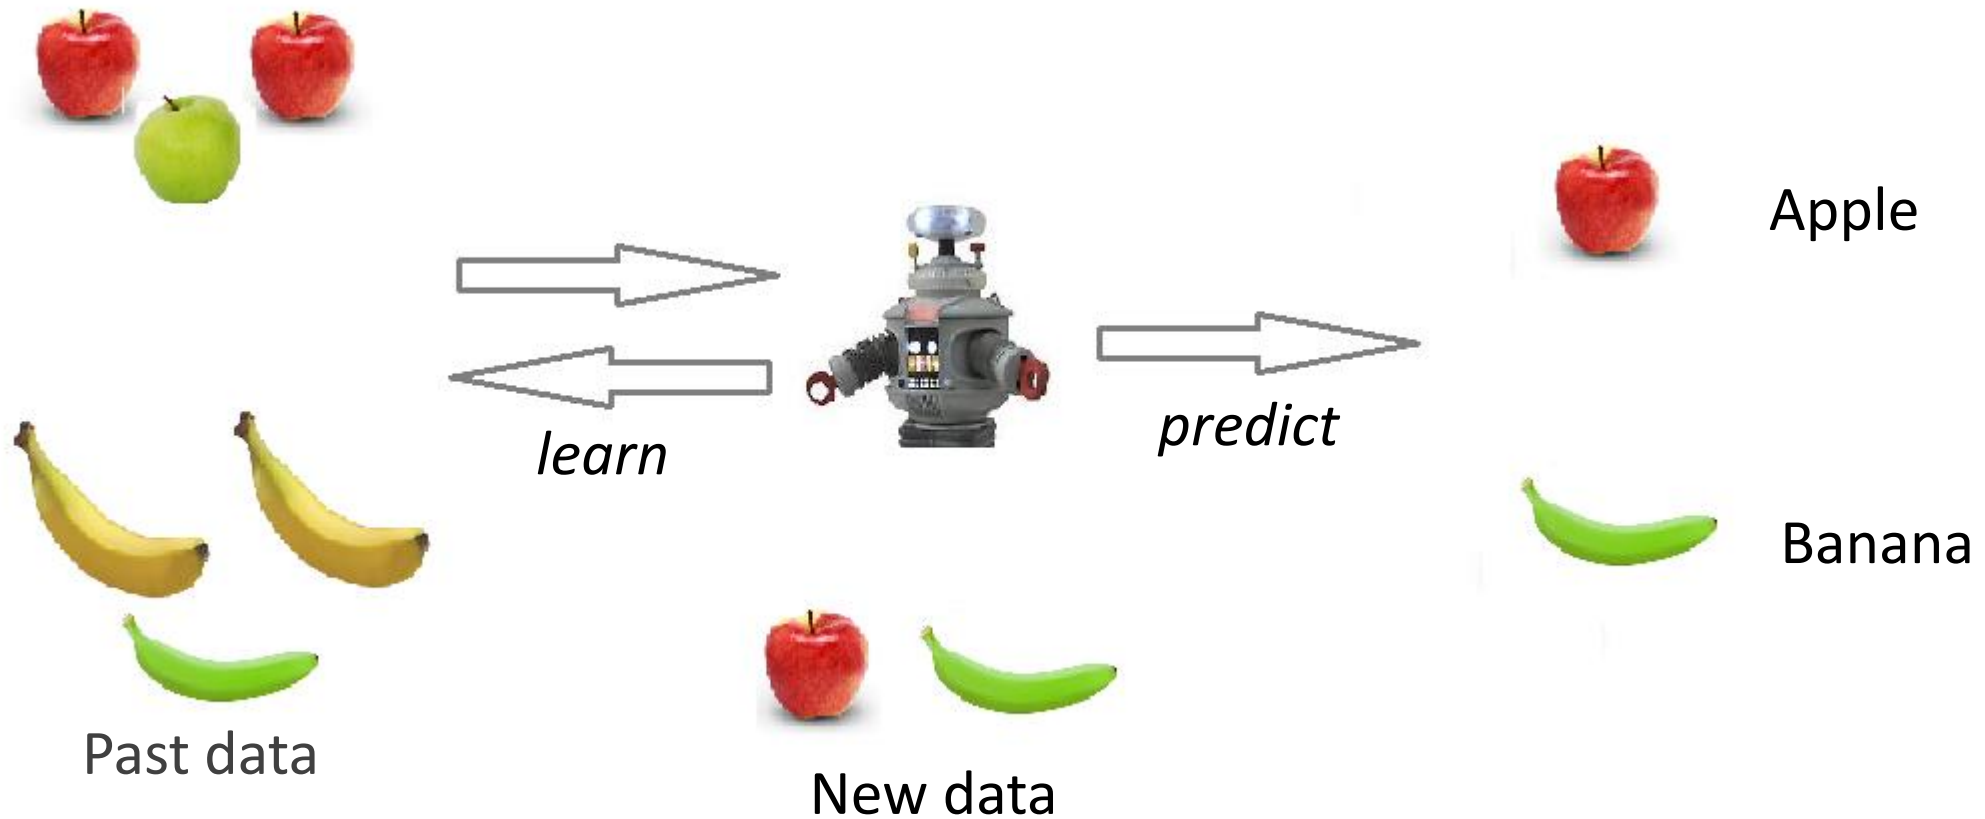 Apple
predict
learn
Banana
Past data
New data